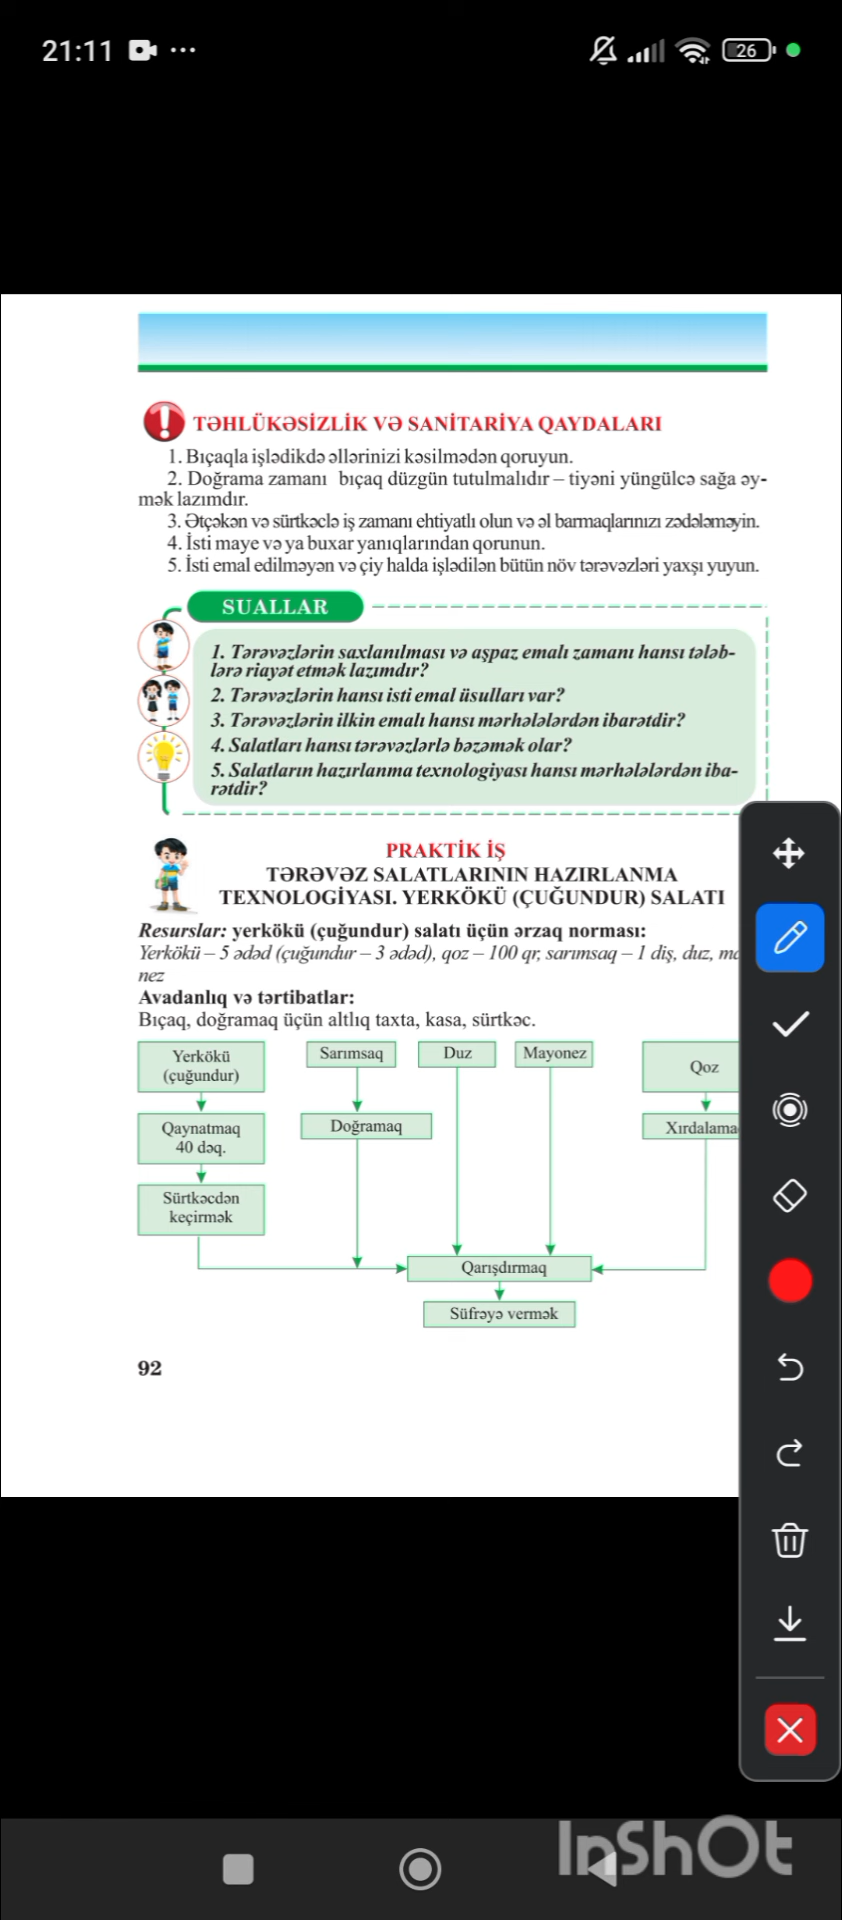 21:11
26
TƏHLÜKƏSİZLİK VƏ SANİTARİYA QAYDALARI
1. Bıçaqla işlədikdə əllərinizi kəsilmədən qoruyun.
2. Doğrama zamanı bıçaq düzgün tutulmalıdır – tiyəni yüngülcə sağa əy-
mək lazımdır.
3. Ətçəkən və sürtkəclə iş zamanı ehtiyatlı olun və əl barmaqlarınızı zədələməyin.
4. İsti maye və ya buxar yanıqlarından qorunun.
5. İsti emal edilməyən və çiy halda işlədilən bütün növ tərəvəzləri yaxşı yuyun.
SUALLAR
1. Tərəvəzlərin saxlanılması və aşpaz emalı zamanı hansı tələb-
lərə riayət etmək lazımdır?
2. Tərəvəzlərin hansı isti emal üsulları var?
3. Tərəvəzlərin ilkin emalı hansı mərhələlərdən ibarətdir?
4. Salatları hansı tərəvəzlərlə bəzəmək olar?
5. Salatların hazırlanma texnologiyası hansı mərhələlərdən iba-
rətdir?
PRAKTİK İŞ
TƏRƏVƏZ SALATLARININ HAZIRLANMA
TEXNOLOGİYASI. YERKÖKÜ (ÇUĞUNDUR) SALATI
Resurslar: yerkökü (çuğundur) salatı üçün ərzaq norması:
Yerkökü – 5 ədəd (çuğundur – 3 ədəd), qoz – 100 qr, sarımsaq – 1 diş, duz,
nez
Avadanlıq və tərtibatlar:
Bıçaq, doğramaq üçün altlıq taxta, kasa, sürtkəc.
Yerkökü
(çuğundur)
Sarımsaq
Duz
Mayonez
Qoz
Qaynatmaq
40 dəq.
Doğramaq
Xırdalama
Sürtkəcdən
keçirmək
Qarışdırmaq
Süfrəyə vermək
92
InShOt